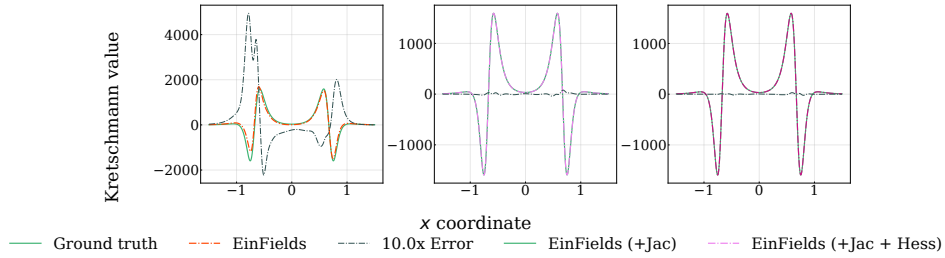 Kretschmann value
4000
2000
0
−2000
−1 0 1
1000
0
−1000
−1 0 1
1000
0
−1000
−1 0 1
x coordinate
Ground truth EinFields 10.0x Error EinFields (+Jac) EinFields (+Jac + Hess)